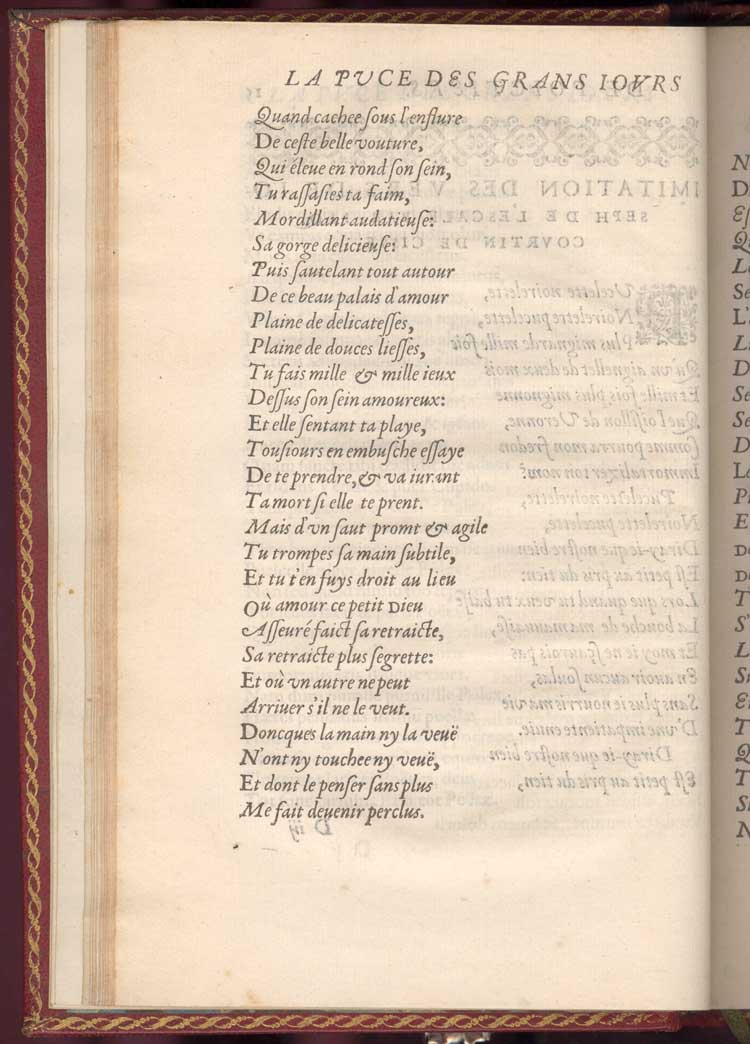 LA PVCE DES GRANS IOVRS
Quand cachee ſous l'enflure
De ceſte belle vouture,
Qui éleue en rond ſon ſein,
Tu raſſaſies ta faim,
Mordillant audatieuſe:
Sa gorge delicieuſe:
Puis ſautelant tout autour
De ce beau palais d'amour
Plaine de delicateſſes,
Plaine de douces lieſſes,
Tu fais mille & mille ieux
Deſſus ſon ſein amoureux:
Et elle ſentant ta playe,
Touſiours en embuſche eſſaye
De te prendre, & va iurant
Ta mort ſi elle te prent.
Mais d'vn ſaut promt & agile
Tu trompes ſa main ſubtile,
Et tu t'en fuys droit au lieu
Où amour ce petit Dieu
Aſſeuré faict ſa retraicte,
Sa retraicte plus ſegrette:
Et où vn autre ne peut
Arriuer s'il ne le veut.
Doncques la main ny la veuë
N'ont ny touchee ny veuë,
Et dont le penſer ſans plus
Me fait deuenir perclus.